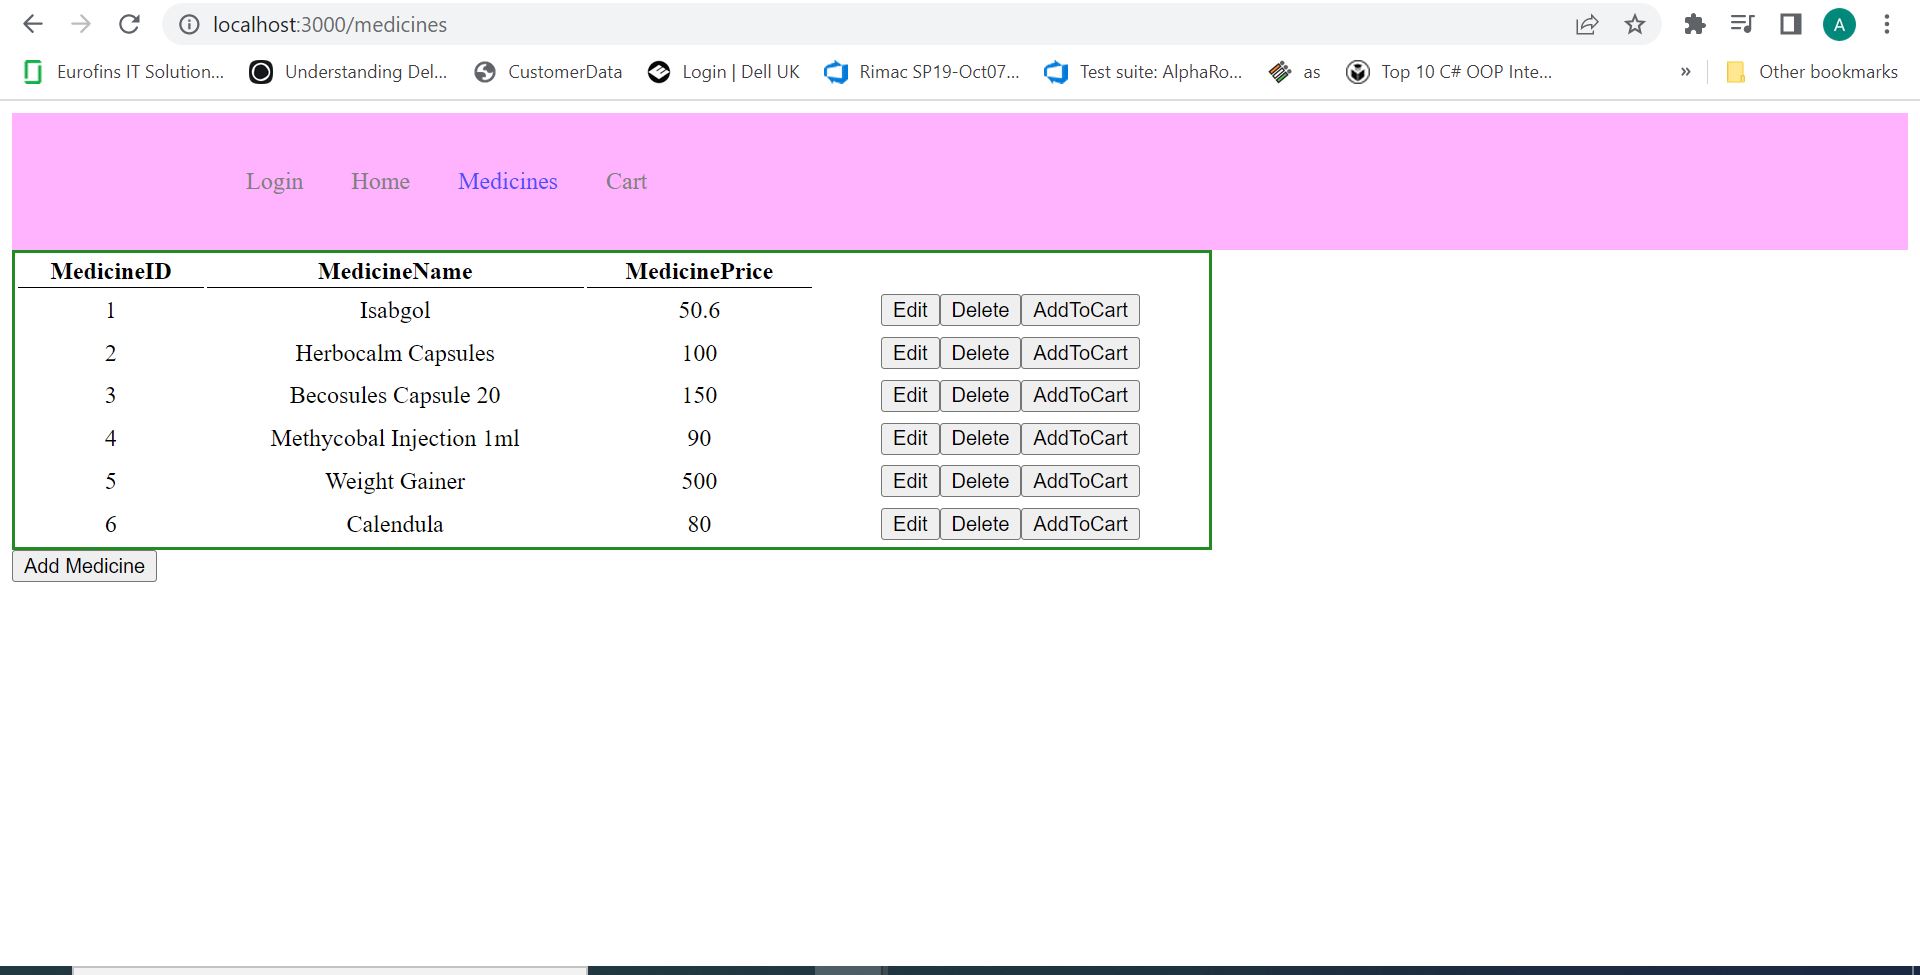 localhost:3000/medicines
A
Eurofins IT Solution... Understanding Del... CustomerData Login | Dell UK Rimac SP19-Oct07... Test suite: AlphaRo... as Top 10 C# OOP Inte... » Other bookmarks
Login Home Medicines Cart
MedicineID MedicineName MedicinePrice
1 Isabgol 50.6 Edit Delete AddToCart
2 Herbocalm Capsules 100 Edit Delete AddToCart
3 Becosules Capsule 20 150 Edit Delete AddToCart
4 Methycobal Injection 1ml 90 Edit Delete AddToCart
5 Weight Gainer 500 Edit Delete AddToCart
6 Calendula 80 Edit Delete AddToCart
Add Medicine